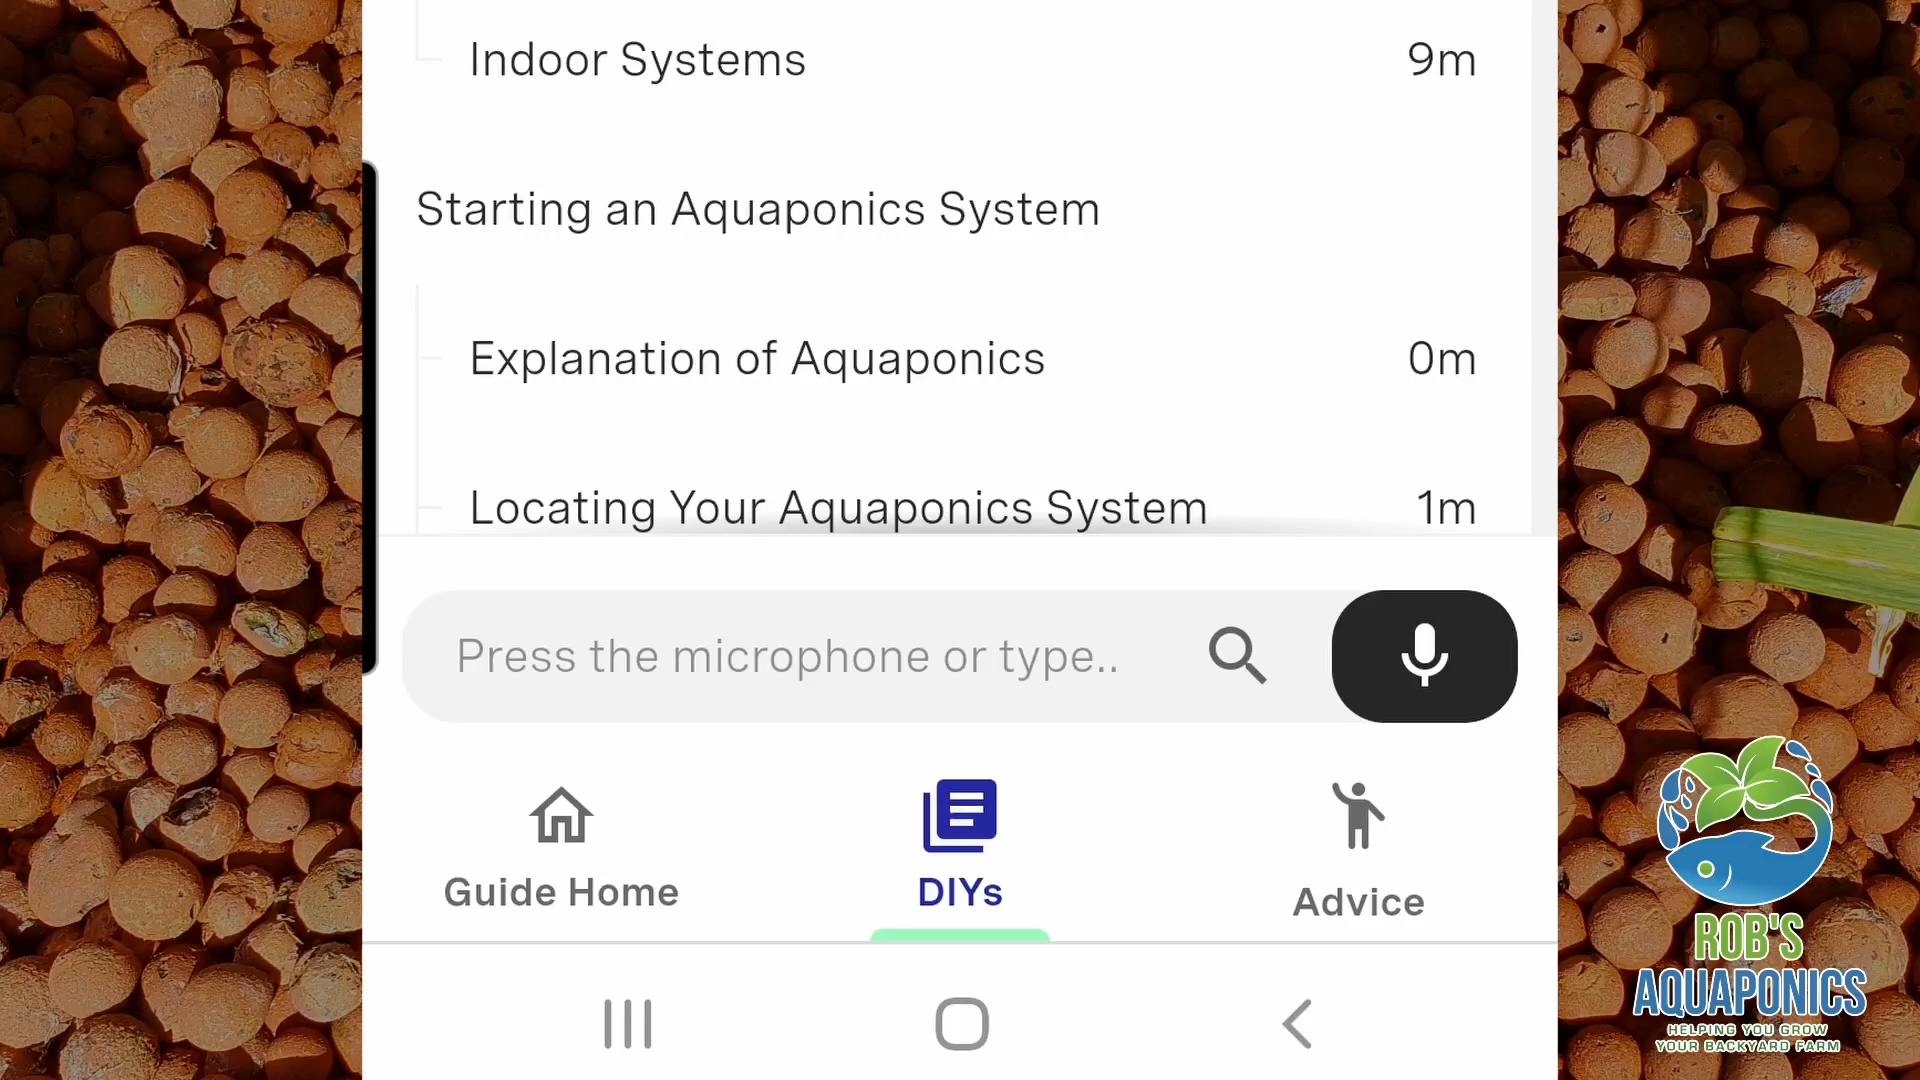 Indoor Systems 9m
Starting an Aquaponics System
Explanation of Aquaponics 0m
Locating Your Aquaponics System 1m
Press the microphone or type..
Guide Home
DIYs
Advice
ROB'S
AQUAPONICS
HELPING YOU GROW
YOUR BACKYARD FARM